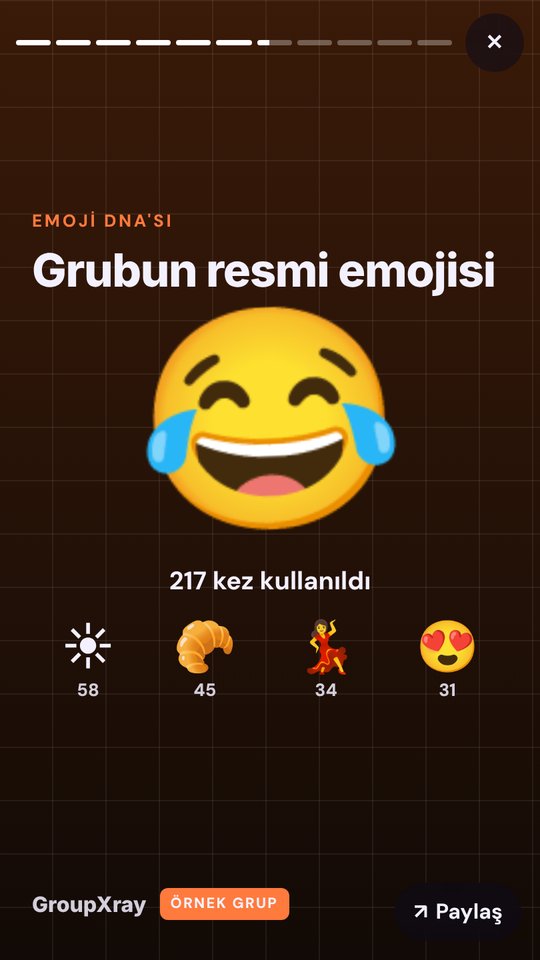 EMOJİ DNA'SI
Grubun resmi emojisi
217 kez kullanıldı
58 45 34 31
GroupXray ÖRNEK GRUP Paylaş